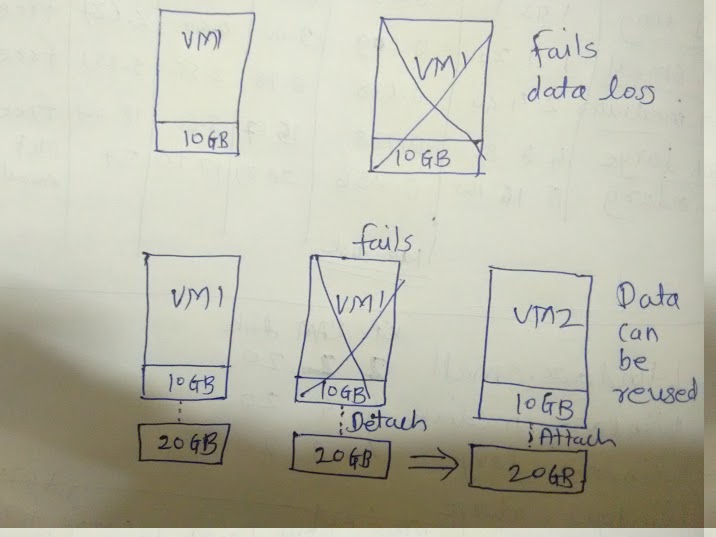 VM1
10GB
VM1
10GB
Fails
data loss.
VM1
10GB
20GB
fails.
VM1
10GB
Detach
20GB
VM2
10GB
Attach
20GB
Data
can
be
reused